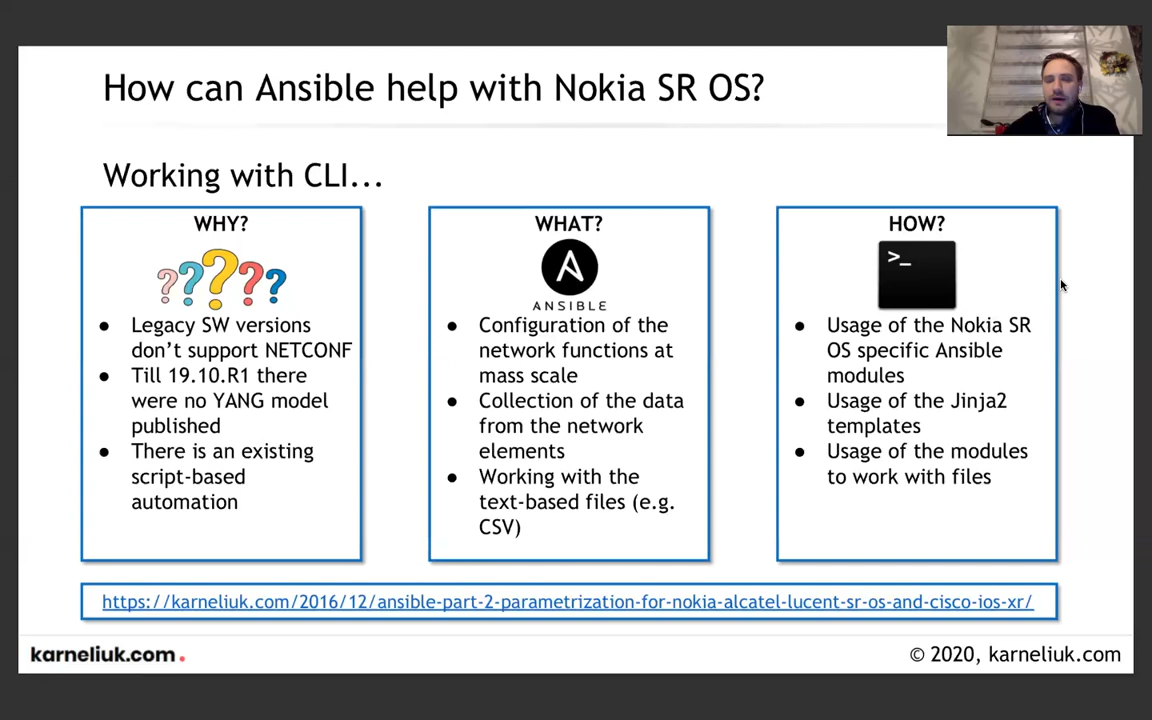 How can Ansible help with Nokia SR OS?
Working with CLI...
WHY?
● Legacy SW versions
don't support NETCONF
● Till 19.10.R1 there
were no YANG model
published
● There is an existing
script-based
automation
WHAT?
ANSIBLE
● Configuration of the
network functions at
mass scale
● Collection of the data
from the network
elements
● Working with the
text-based files (e.g.
CSV)
HOW?
>_
● Usage of the Nokia SR
OS specific Ansible
modules
● Usage of the Jinja2
templates
● Usage of the modules
to work with files
https://karneliuk.com/2016/12/ansible-part-2-parametrization-for-nokia-alcatel-lucent-sr-os-and-cisco-ios-xr/
karneliuk.com.
© 2020, karneliuk.com